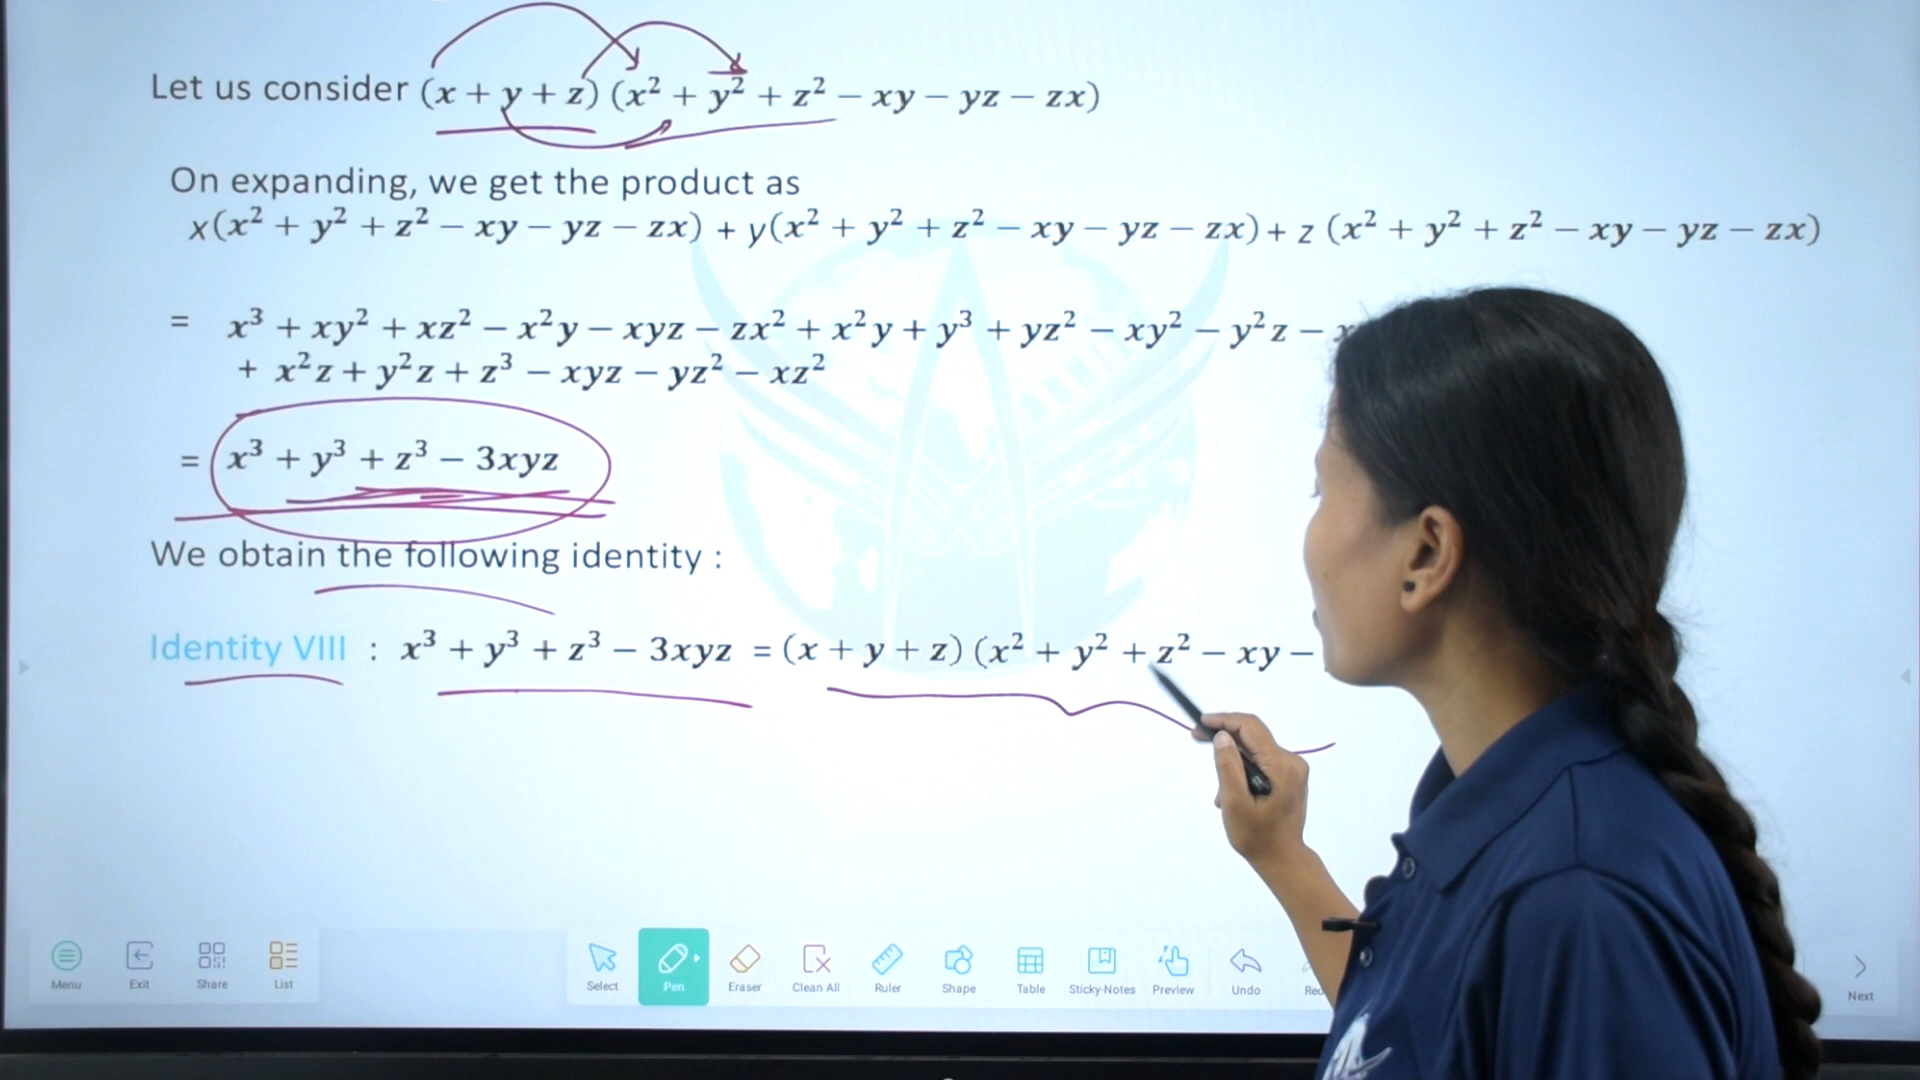 Let us consider (x + y + z) (x² + y² + z² − xy − yz − zx)
On expanding, we get the product as
x(x² + y² + z² − xy − yz − zx) + y(x² + y² + z² − xy − yz − zx) + z (x² + y² + z² − xy − yz − zx)
= x³ + xy² + xz² − x²y − xyz − zx² + x²y + y³ + yz² − xy² − y²z −
+ x²z + y²z + z³ − xyz − yz² − xz²
= x³ + y³ + z³ − 3xyz
We obtain the following identity :
Identity VIII : x³ + y³ + z³ − 3xyz = (x + y + z) (x² + y² + z² − xy −
Menu Exit Share List Select Pen Eraser Clean All Ruler Shape Table Sticky-Notes Preview Undo Next